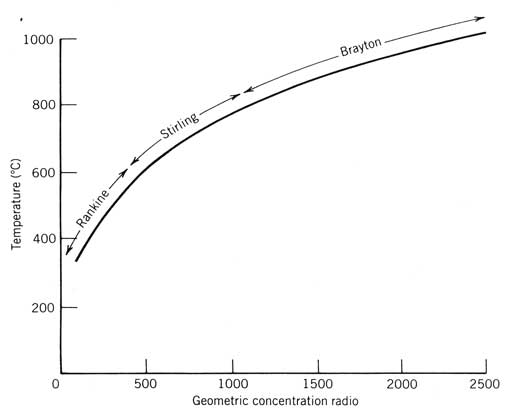 1000
800
600
400
200
0
500
1000
1500
2000
2500
Temperature (°C)
Geometric concentration radio
Rankine
Stirling
Brayton